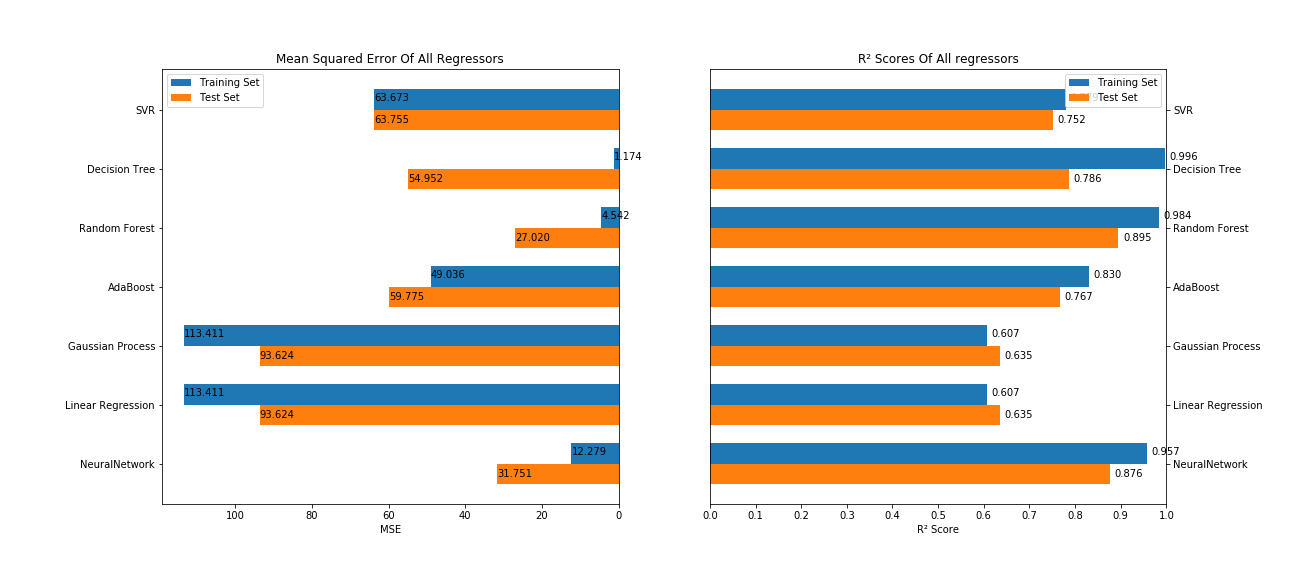 Mean Squared Error Of All Regressors
Training Set
Test Set
SVR
63.673
63.755
Decision Tree
1.174
54.952
Random Forest
4.542
27.020
AdaBoost
49.036
59.775
Gaussian Process
113.411
93.624
Linear Regression
113.411
93.624
NeuralNetwork
12.279
31.751
100 80 60 40 20 0
MSE
R² Scores Of All regressors
Training Set
Test Set
SVR
0.752
0.996
Decision Tree
0.786
0.984
Random Forest
0.895
0.830
AdaBoost
0.767
0.607
Gaussian Process
0.635
0.607
Linear Regression
0.635
0.957
NeuralNetwork
0.876
0.0 0.1 0.2 0.3 0.4 0.5 0.6 0.7 0.8 0.9 1.0
R² Score